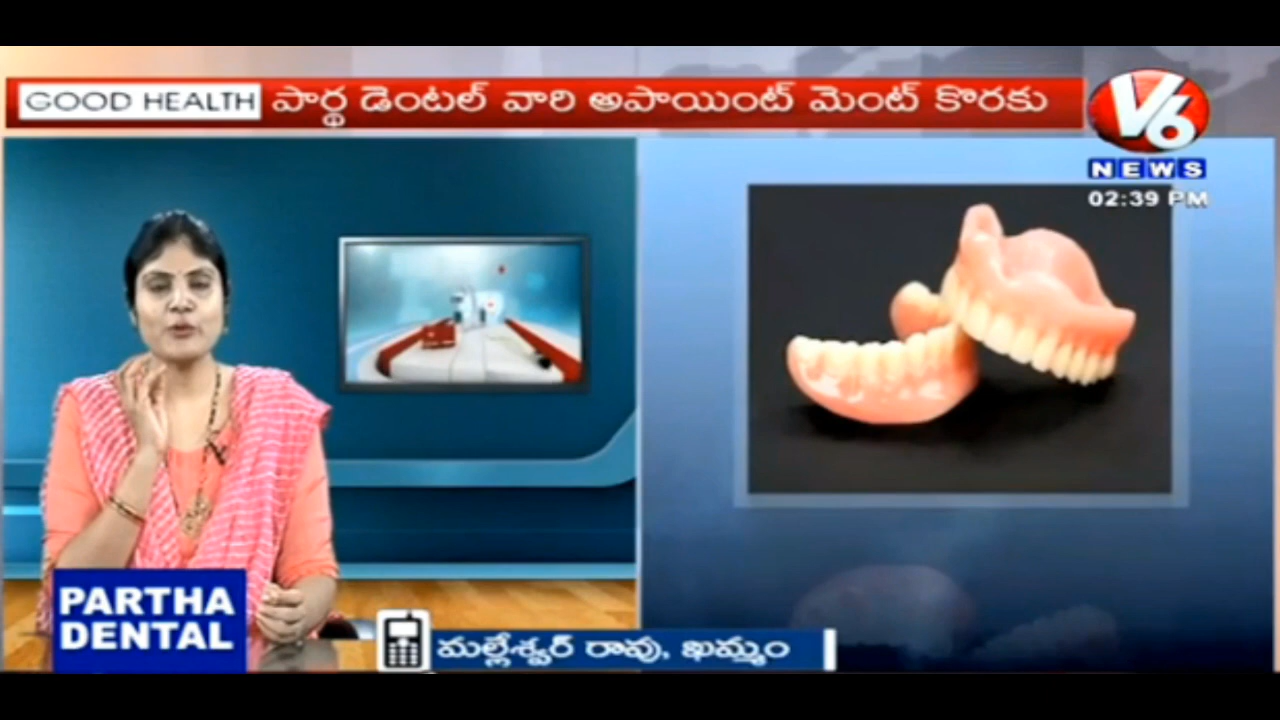 GOOD HEALTH పార్థ డెంటల్ వారి అపాయింట్ మెంట్ కొరకు
V6
NEWS
02:39 PM
PARTHA
DENTAL
మల్లేశ్వర్ రావు, ఖమ్మం